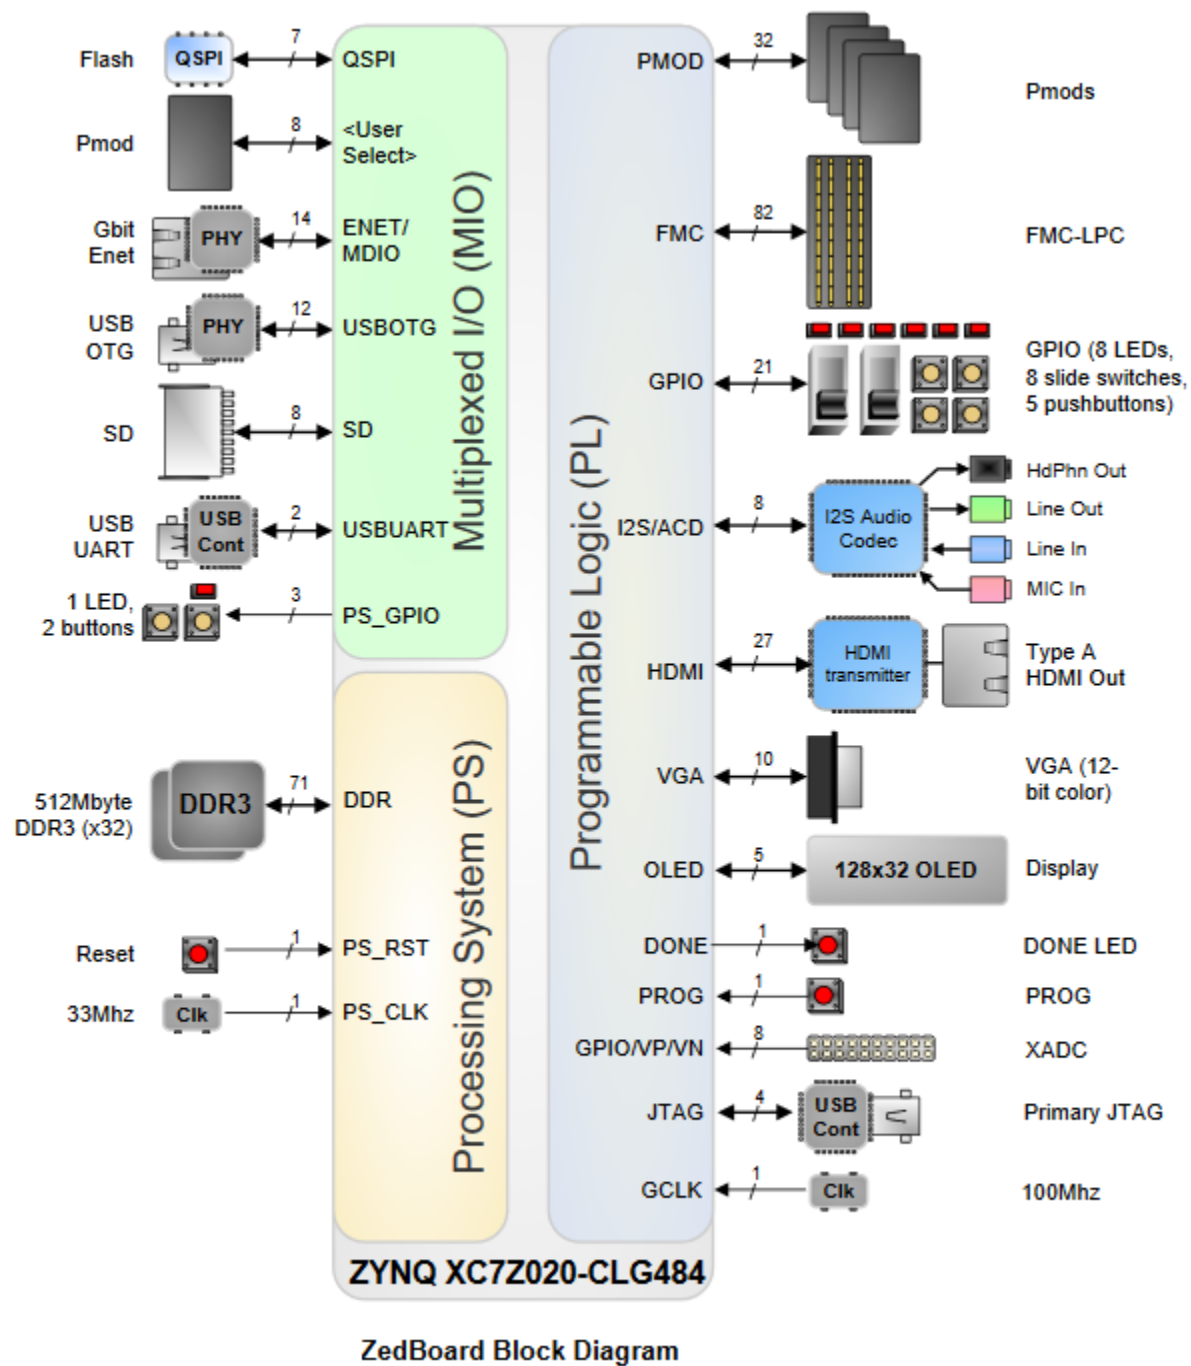 Flash
QSPI
7
QSPI
Pmod
8
<User
Select>
Gbit
Enet
PHY
14
ENET/
MDIO
USB
OTG
PHY
12
USBOTG
SD
8
SD
USB
UART
USB
Cont
2
USBUART
1 LED,
2 buttons
3
PS_GPIO
Multiplexed I/O (MIO)
512Mbyte
DDR3 (x32)
DDR3
71
DDR
Reset
1
PS_RST
33Mhz
Clk
1
PS_CLK
Processing System (PS)
Programmable Logic (PL)
PMOD
32
Pmods
FMC
82
FMC-LPC
GPIO
21
GPIO (8 LEDs,
8 slide switches,
5 pushbuttons)
I2S/ACD
8
I2S Audio
Codec
HdPhn Out
Line Out
Line In
MIC In
HDMI
27
HDMI
transmitter
Type A
HDMI Out
VGA
10
VGA (12-
bit color)
OLED
5
128x32 OLED
Display
DONE
1
DONE LED
PROG
1
PROG
GPIO/VP/VN
8
XADC
JTAG
4
USB
Cont
Primary JTAG
GCLK
1
Clk
100Mhz
ZYNQ XC7Z020-CLG484
ZedBoard Block Diagram